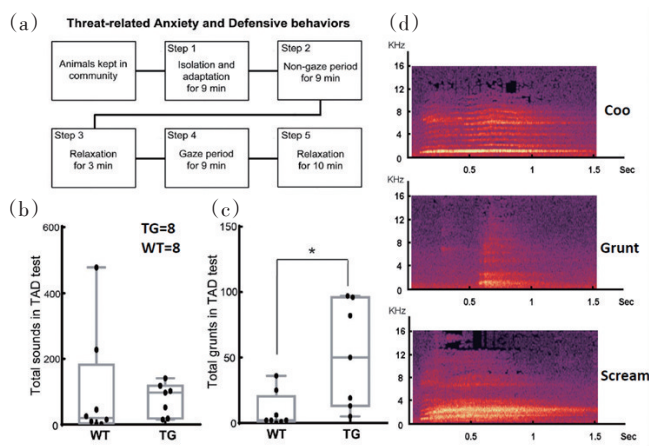 (a)
Threat-related Anxiety and Defensive behaviors
Animals kept in
community
Step 1
Isolation and
adaptation
for 9 min
Step 2
Non-gaze period
for 9 min
Step 3
Relaxation
for 3 min
Step 4
Gaze period
for 9 min
Step 5
Relaxation
for 10 min
(b)
Total sounds in TAD test
600
400
200
0
TG=8
WT=8
WT
TG
(c)
Total grunts in TAD test
150
100
50
0
*
WT
TG
(d)
KHz
16
12
8
4
0
0.5
1
1.5
Sec
Coo
KHz
16
12
8
4
0
0.5
1
1.5
Sec
Grunt
KHz
16
12
8
4
0
0.5
1
1.5
Sec
Scream